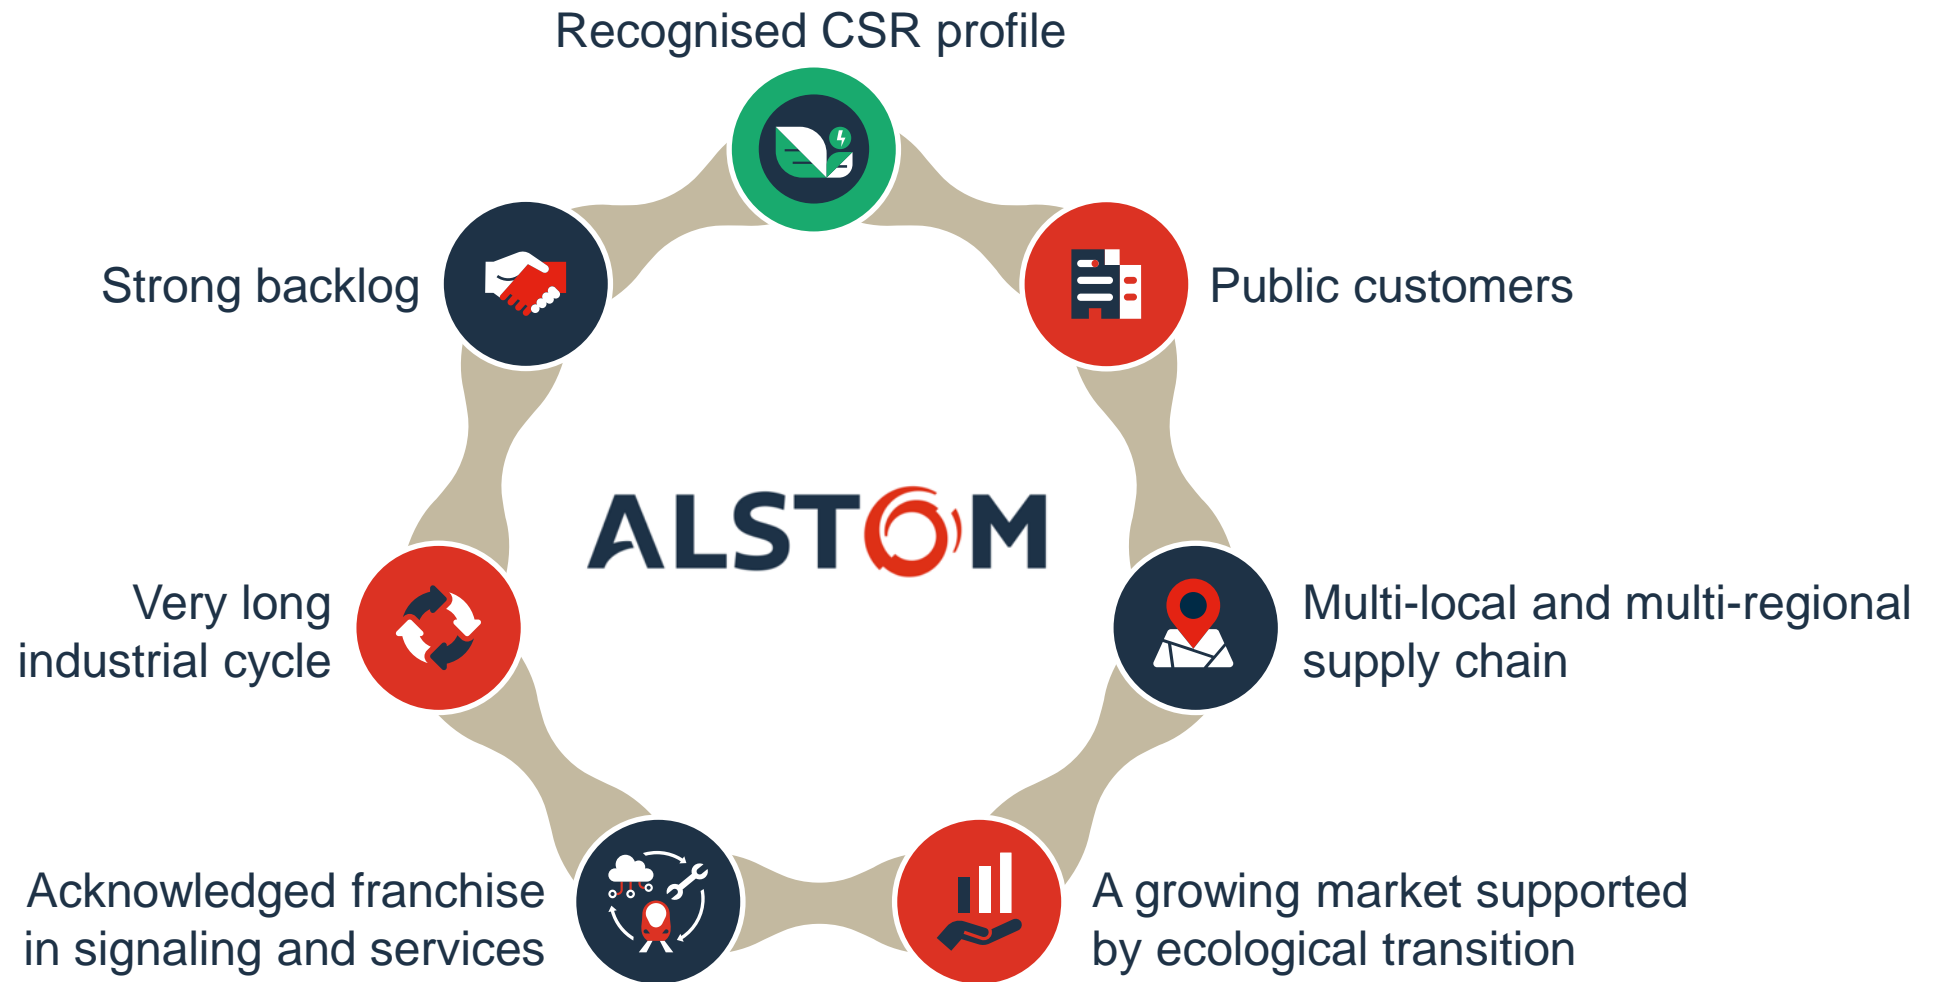 Recognised CSR profile
Strong backlog
Public customers
ALSTOM
Very long
industrial cycle
Multi-local and multi-regional
supply chain
Acknowledged franchise
in signaling and services
A growing market supported
by ecological transition